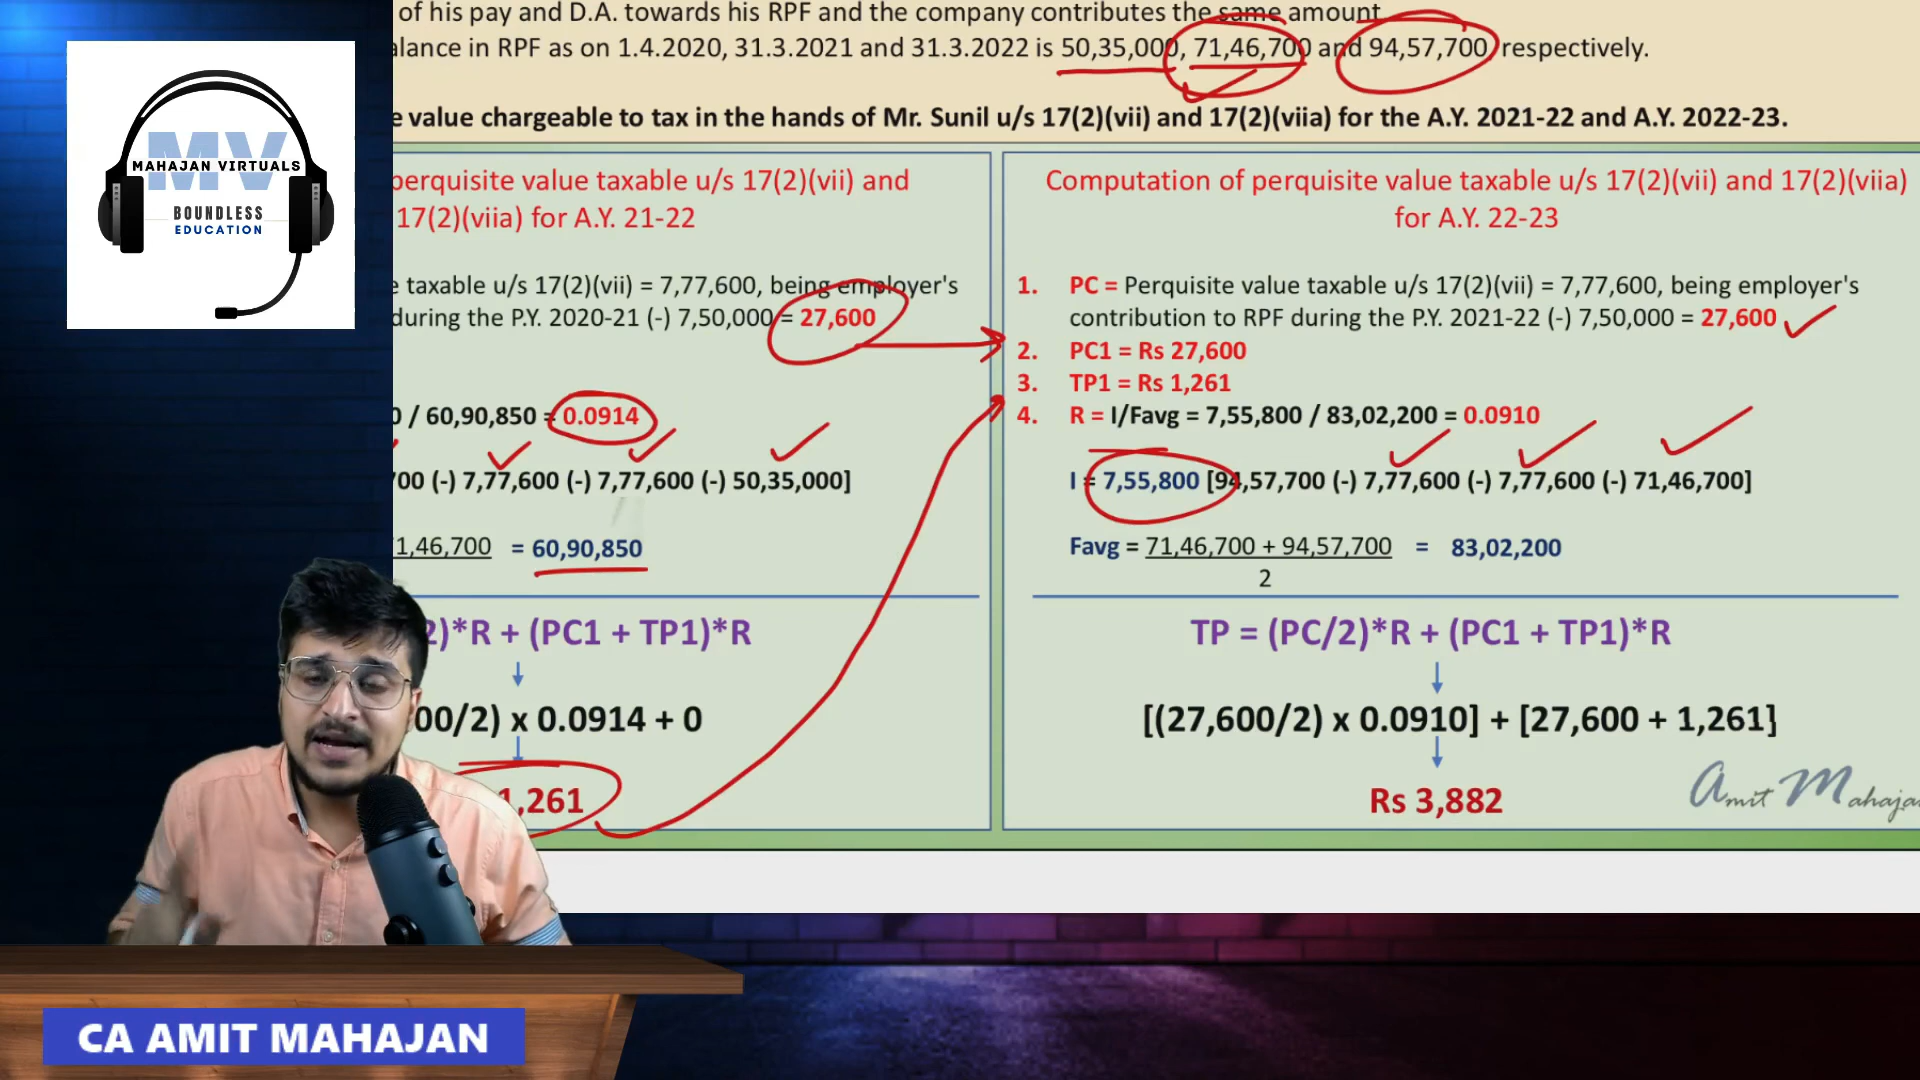 of his pay and D.A. towards his RPF and the company contributes the same amount
alance in RPF as on 1.4.2020, 31.3.2021 and 31.3.2022 is 50,35,000, 71,46,700 and 94,57,700 respectively.
e value chargeable to tax in the hands of Mr. Sunil u/s 17(2)(vii) and 17(2)(viia) for the A.Y. 2021-22 and A.Y. 2022-23.
MV
MAHAJAN VIRTUALS
BOUNDLESS
EDUCATION
perquisite value taxable u/s 17(2)(vii) and
17(2)(viia) for A.Y. 21-22
e taxable u/s 17(2)(vii) = 7,77,600, being employer's
during the P.Y. 2020-21 (-) 7,50,000 = 27,600
0 / 60,90,850 = 0.0914
700 (-) 7,77,600 (-) 7,77,600 (-) 50,35,000]
1,46,700 = 60,90,850
2)*R + (PC1 + TP1)*R
00/2) x 0.0914 + 0
1,261
Computation of perquisite value taxable u/s 17(2)(vii) and 17(2)(viia)
for A.Y. 22-23
1. PC = Perquisite value taxable u/s 17(2)(vii) = 7,77,600, being employer's
contribution to RPF during the P.Y. 2021-22 (-) 7,50,000 = 27,600
2. PC1 = Rs 27,600
3. TP1 = Rs 1,261
4. R = I/Favg = 7,55,800 / 83,02,200 = 0.0910
I = 7,55,800 [94,57,700 (-) 7,77,600 (-) 7,77,600 (-) 71,46,700]
Favg = 71,46,700 + 94,57,700 = 83,02,200
2
TP = (PC/2)*R + (PC1 + TP1)*R
[(27,600/2) x 0.0910] + [27,600 + 1,261]
Rs 3,882
Amit Mahaja
CA AMIT MAHAJAN